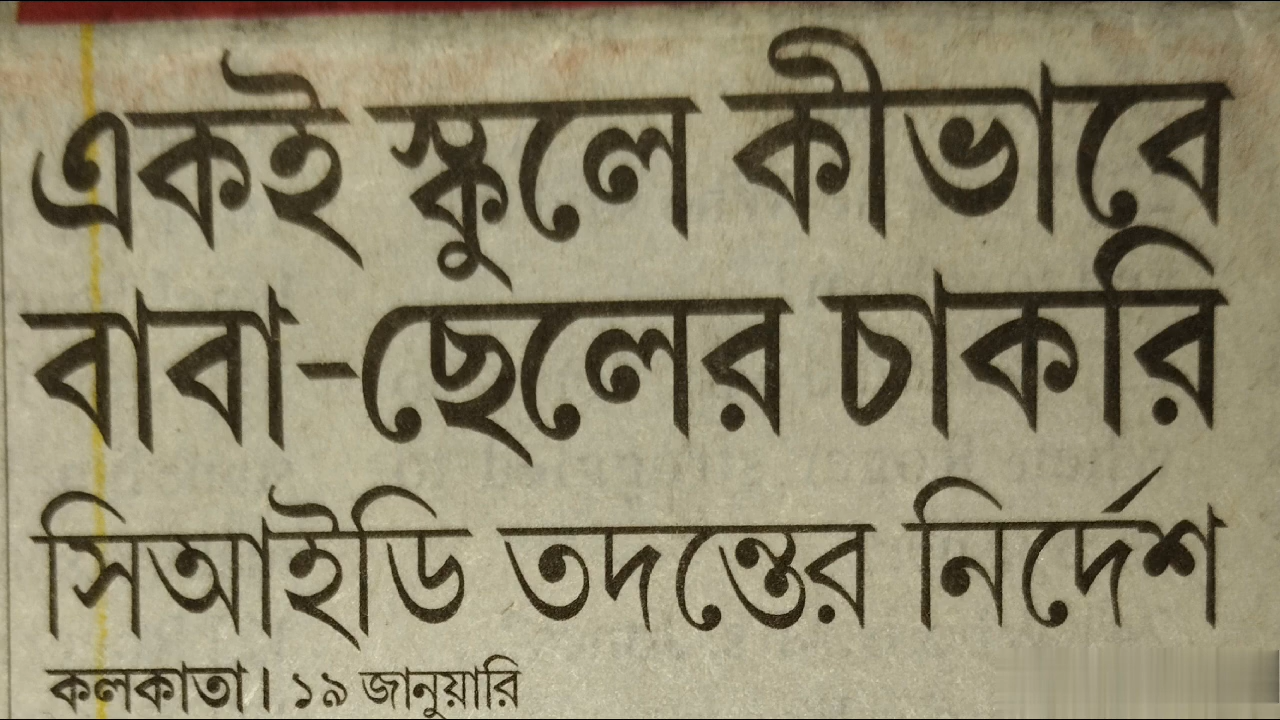 একই স্কুলে কীভাবে
বাবা-ছেলের চাকরি
সিআইডি তদন্তের নির্দেশ
কলকাতা। ১৯ জানুয়ারি